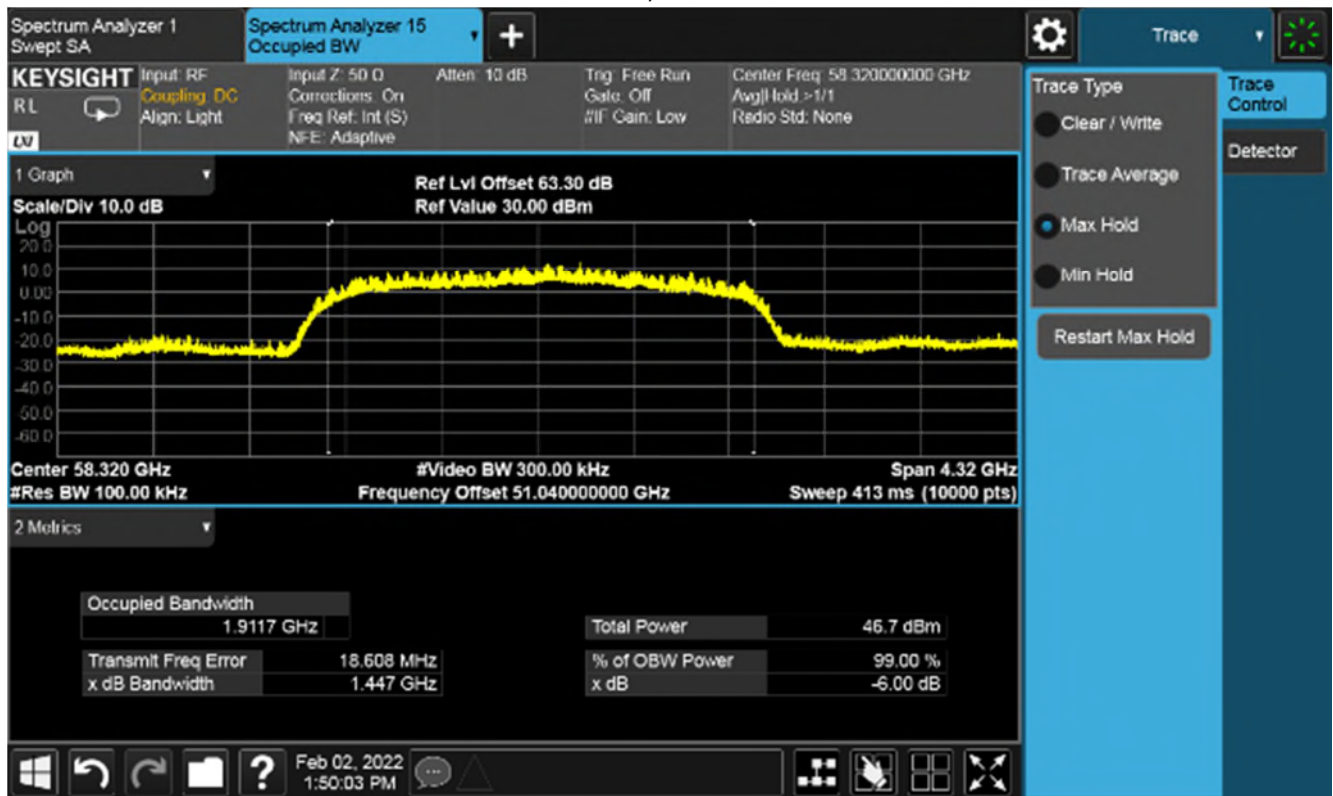 Spectrum Analyzer 1
Swept SA
Spectrum Analyzer 15
Occupied BW
+
Trace
KEYSIGHT
RL
LXI
Input: RF
Coupling: DC
Align: Light
Input Z: 50 Ω
Corrections: On
Freq Ref: Int (S)
NFE: Adaptive
Atten: 10 dB
Trig: Free Run
Gate: Off
#IF Gain: Low
Center Freq: 58.320000000 GHz
Avg|Hold:>1/1
Radio Std: None
Trace Type
Clear / Write
Trace Average
Max Hold
Min Hold
Restart Max Hold
Trace
Control
Detector
1 Graph
Scale/Div 10.0 dB
Ref Lvl Offset 63.30 dB
Ref Value 30.00 dBm
Log
20.0
10.0
0.00
-10.0
-20.0
-30.0
-40.0
-50.0
-60.0
Center 58.320 GHz
#Video BW 300.00 kHz
Span 4.32 GHz
#Res BW 100.00 kHz
Frequency Offset 51.040000000 GHz
Sweep 413 ms (10000 pts)
2 Metrics
Occupied Bandwidth
1.9117 GHz
Total Power 46.7 dBm
Transmit Freq Error 18.608 MHz
% of OBW Power 99.00 %
x dB Bandwidth 1.447 GHz
x dB -6.00 dB
?
Feb 02, 2022
1:50:03 PM